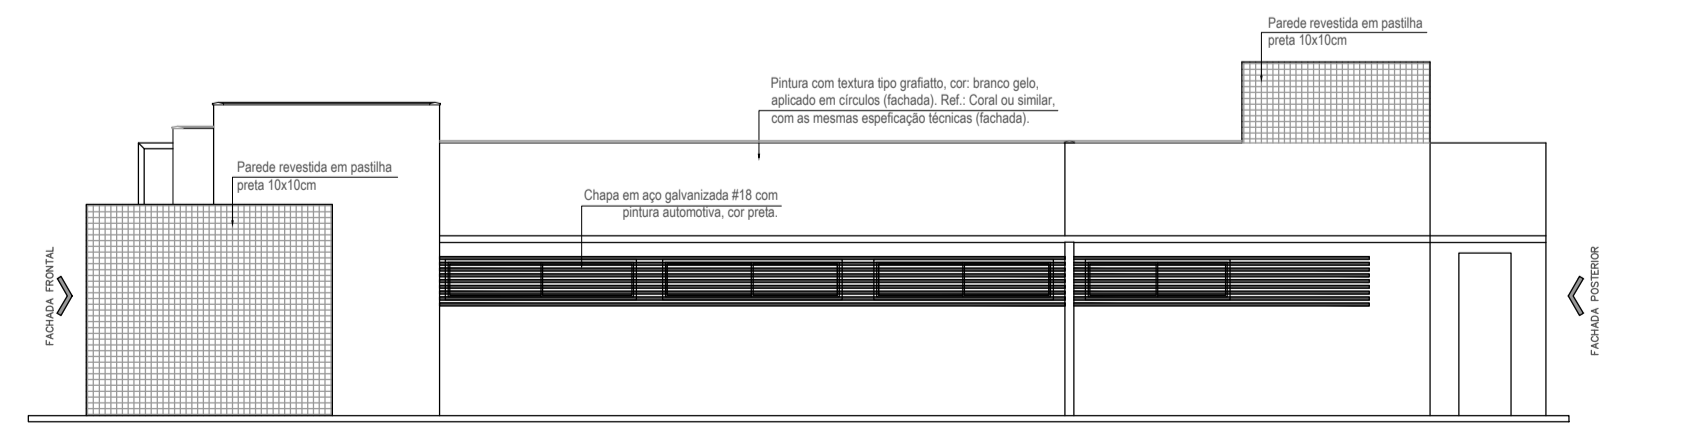 Parede revestida em pastilha
preta 10x10cm
Pintura com textura tipo grafiatto, cor: branco gelo,
aplicado em círculos (fachada). Ref.: Coral ou similar,
com as mesmas espeficação técnicas (fachada).
Parede revestida em pastilha
preta 10x10cm
Chapa em aço galvanizada #18 com
pintura automotiva, cor preta.
FACHADA FRONTAL
FACHADA POSTERIOR